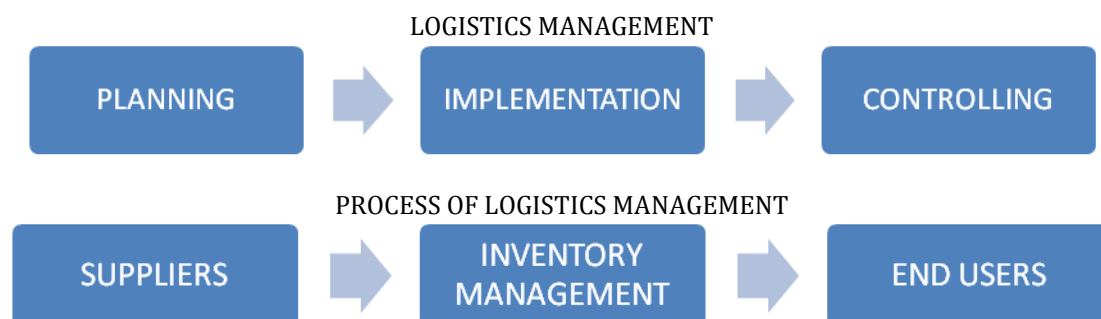 LOGISTICS MANAGEMENT
PLANNING
IMPLEMENTATION
CONTROLLING
PROCESS OF LOGISTICS MANAGEMENT
SUPPLIERS
INVENTORY
MANAGEMENT
END USERS